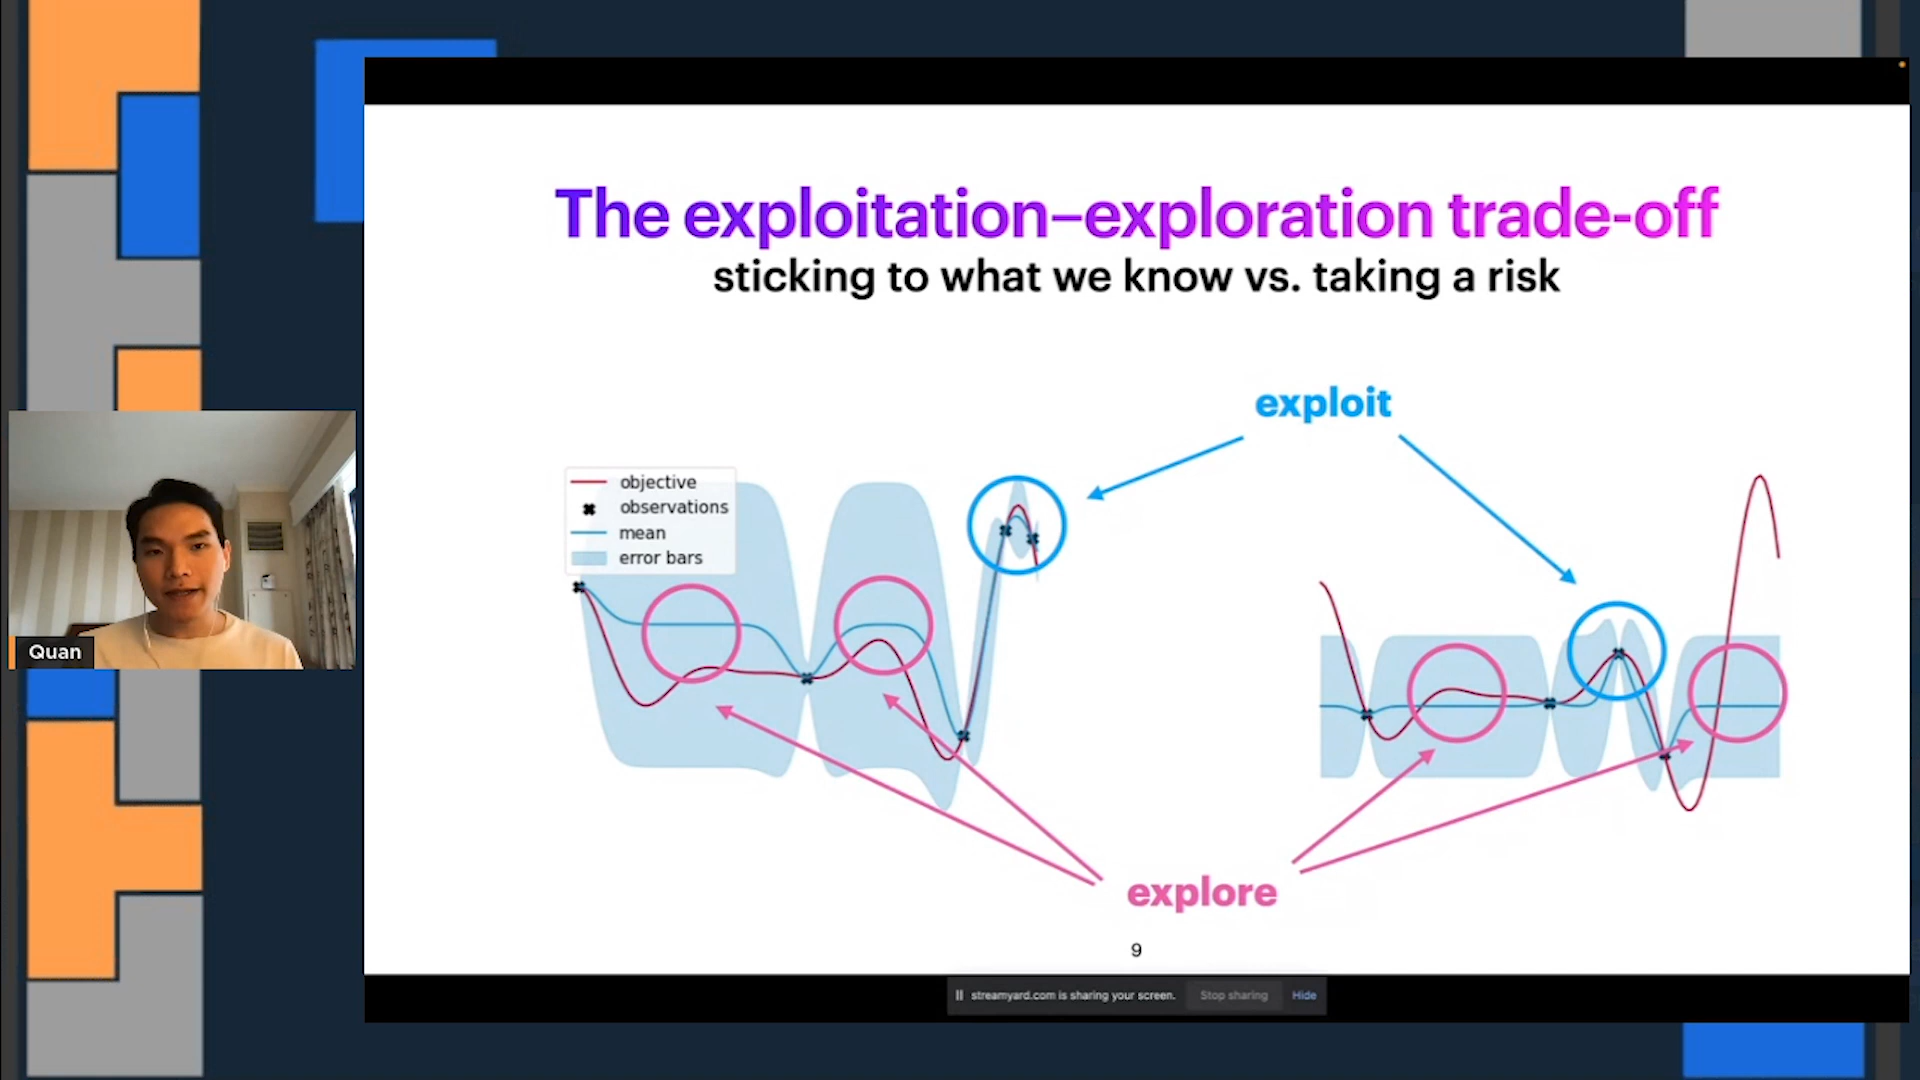 The exploitation–exploration trade-off
sticking to what we know vs. taking a risk
exploit
objective
observations
mean
error bars
Quan
explore
9
streamyard.com is sharing your screen. Stop sharing Hide